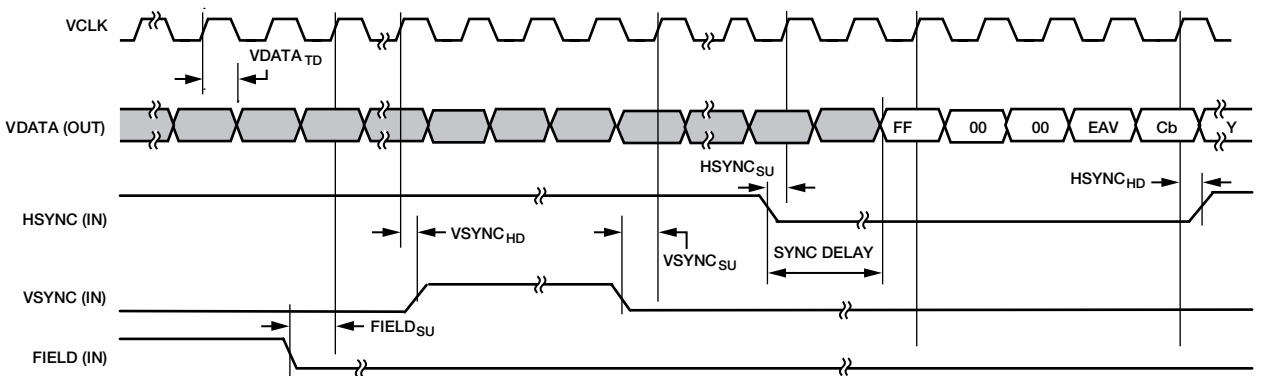 VCLK
VDATA TD
VDATA (OUT)
FF 00 00 EAV Cb Y
HSYNC SU
HSYNC HD
HSYNC (IN)
VSYNC HD
VSYNC SU
SYNC DELAY
VSYNC (IN)
FIELD SU
FIELD (IN)